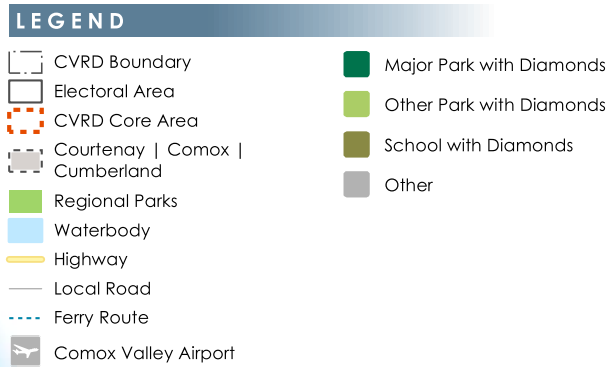 LEGEND
CVRD Boundary
Electoral Area
CVRD Core Area
Courtenay | Comox |
Cumberland
Regional Parks
Waterbody
Highway
Local Road
Ferry Route
Comox Valley Airport
Major Park with Diamonds
Other Park with Diamonds
School with Diamonds
Other